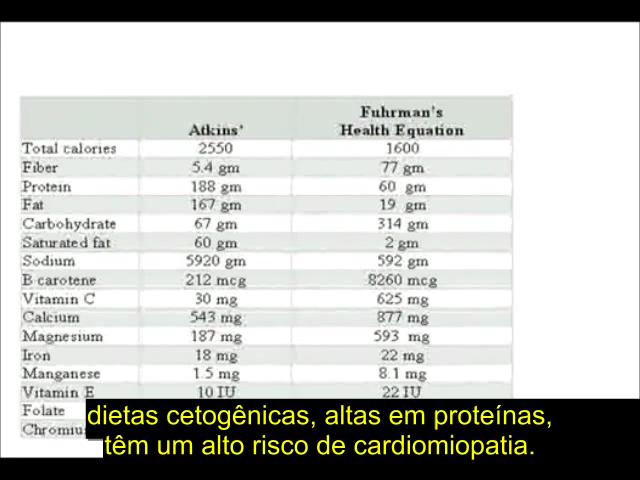 Fuhrman's
Atkins' Health Equation
Total calories 2550 1600
Fiber 5.4 gm 77 gm
Protein 188 gm 60 gm
Fat 167 gm 19 gm
Carbohydrate 67 gm 314 gm
Saturated fat 60 gm 2 gm
Sodium 5920 gm 592 gm
B carotene 212 mcg 8260 mcg
Vitamin C 30 mg 625 mg
Calcium 543 mg 877 mg
Magnesium 187 mg 593 mg
Iron 18 mg 22 mg
Manganese 1.5 mg 8.1 mg
Vitamin E 10 IU 22 IU
Folate
dietas cetogênicas, altas em proteínas,
têm um alto risco de cardiomiopatia.